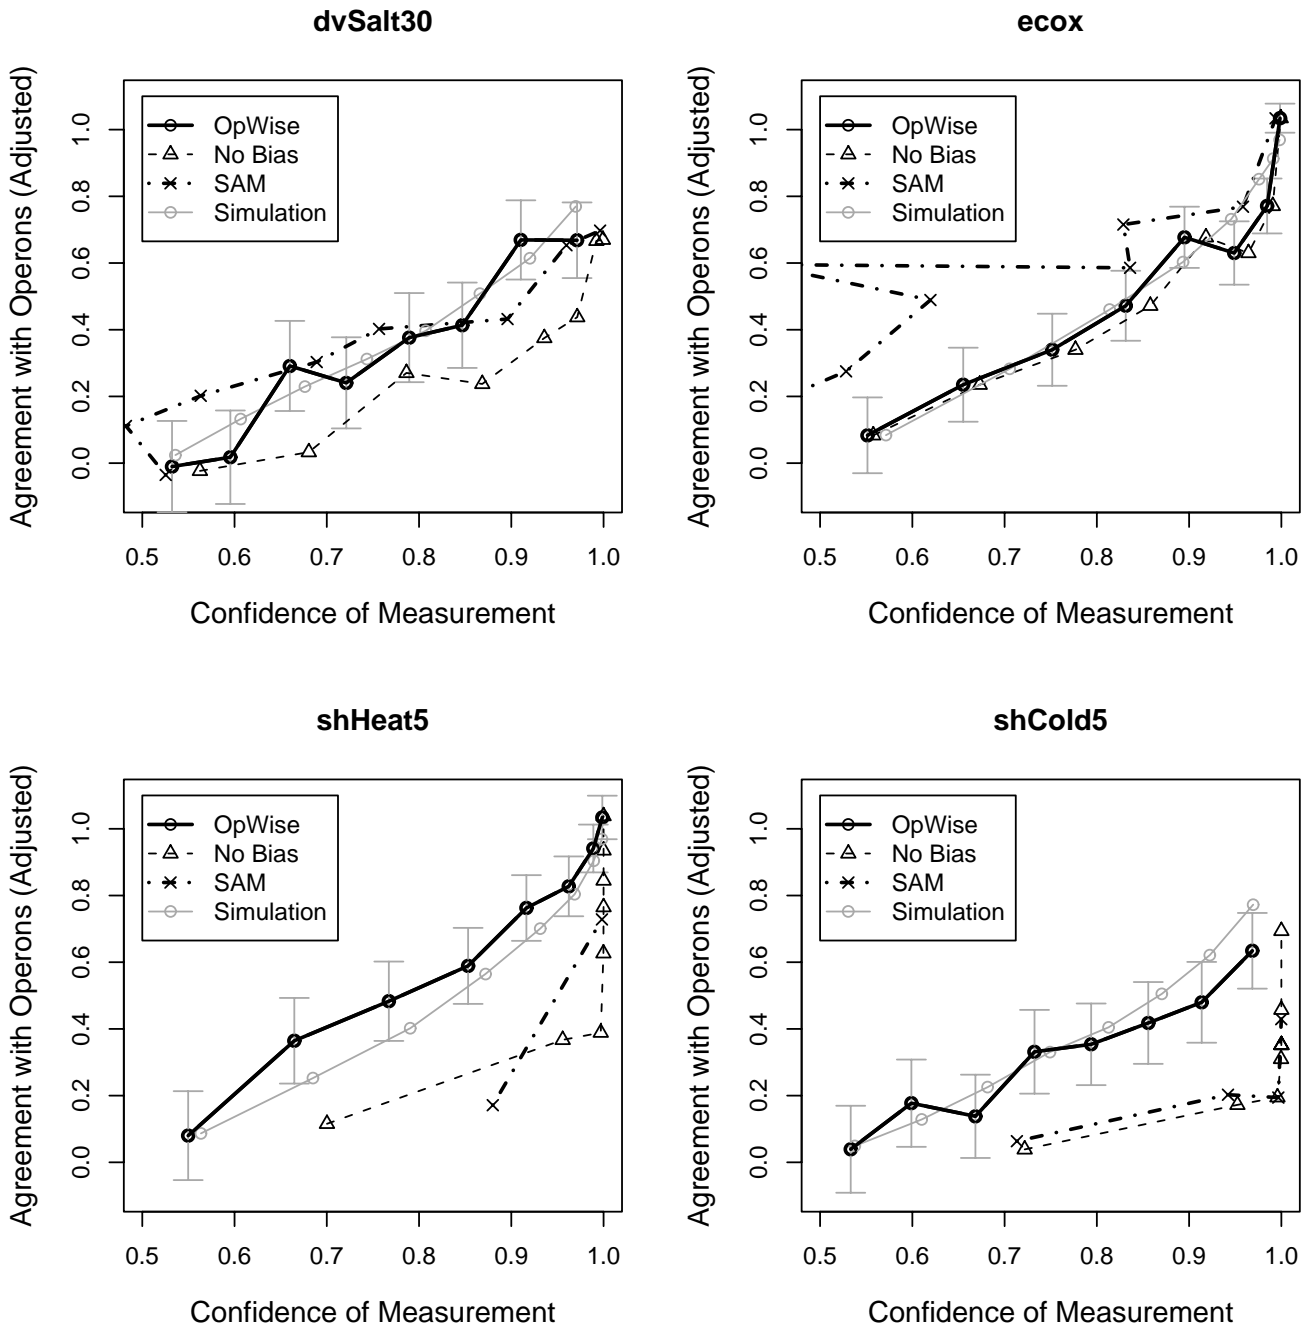 dvSalt30
Agreement with Operons (Adjusted)
1.0
0.8
0.6
0.4
0.2
0.0
OpWise
No Bias
SAM
Simulation
0.5 0.6 0.7 0.8 0.9 1.0
Confidence of Measurement
ecox
Agreement with Operons (Adjusted)
1.0
0.8
0.6
0.4
0.2
0.0
OpWise
No Bias
SAM
Simulation
0.5 0.6 0.7 0.8 0.9 1.0
Confidence of Measurement
shHeat5
Agreement with Operons (Adjusted)
1.0
0.8
0.6
0.4
0.2
0.0
OpWise
No Bias
SAM
Simulation
0.5 0.6 0.7 0.8 0.9 1.0
Confidence of Measurement
shCold5
Agreement with Operons (Adjusted)
1.0
0.8
0.6
0.4
0.2
0.0
OpWise
No Bias
SAM
Simulation
0.5 0.6 0.7 0.8 0.9 1.0
Confidence of Measurement